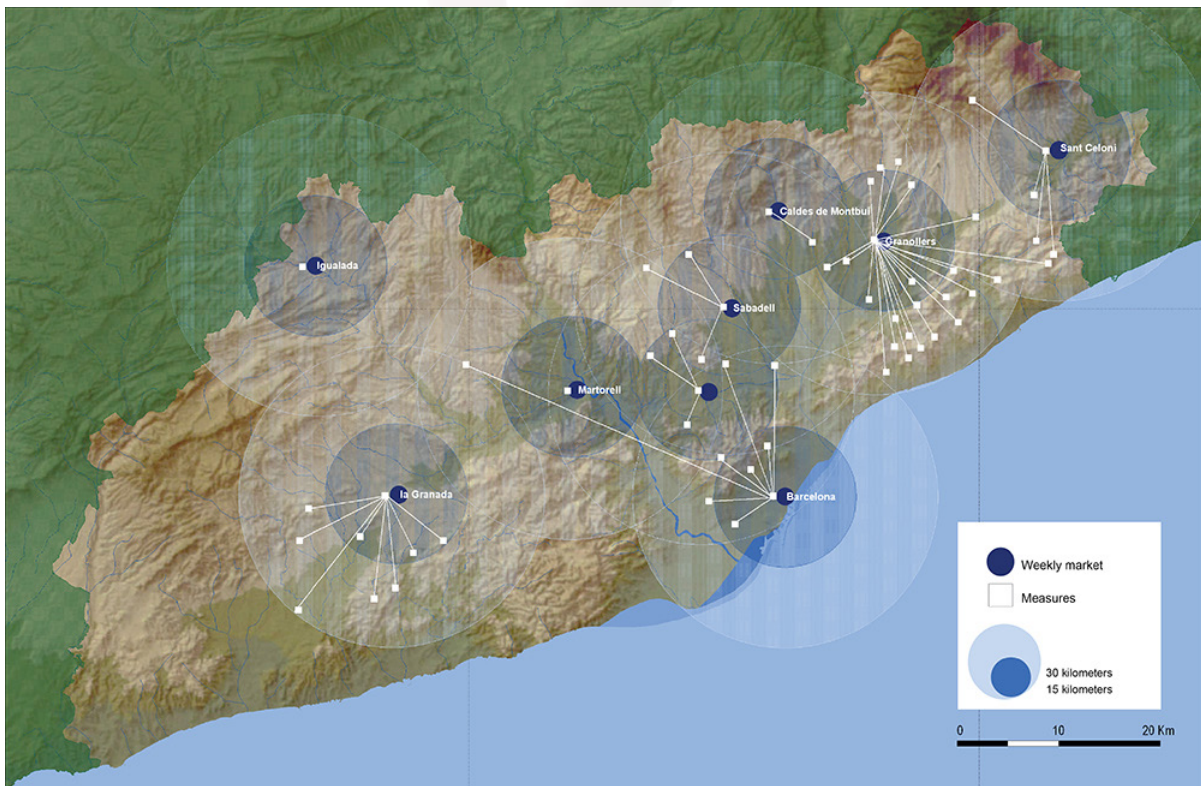 Sant Celoni
Caldes de Montbui
Granollers
Igualada
Sabadell
Martorell
la Granada
Barcelona
Weekly market
Measures
30 kilometers
15 kilometers
0 10 20 Km